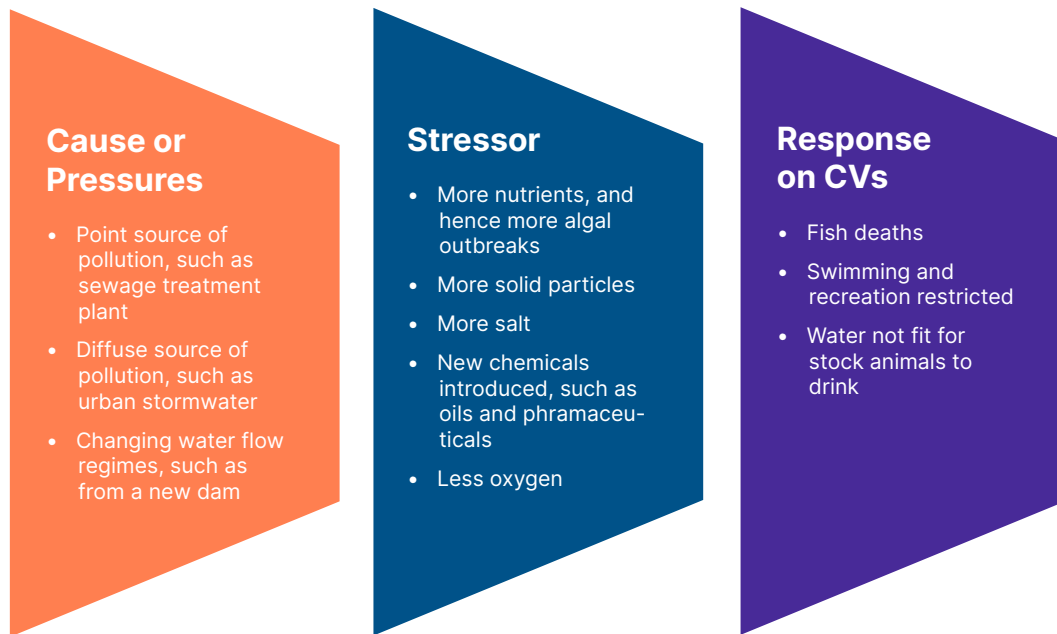 Cause or
Pressures
• Point source of
pollution, such as
sewage treatment
plant
• Diffuse source of
pollution, such as
urban stormwater
• Changing water flow
regimes, such as
from a new dam
Stressor
• More nutrients, and
hence more algal
outbreaks
• More solid particles
• More salt
• New chemicals
introduced, such as
oils and phramaceu-
ticals
• Less oxygen
Response
on CVs
• Fish deaths
• Swimming and
recreation restricted
• Water not fit for
stock animals to
drink